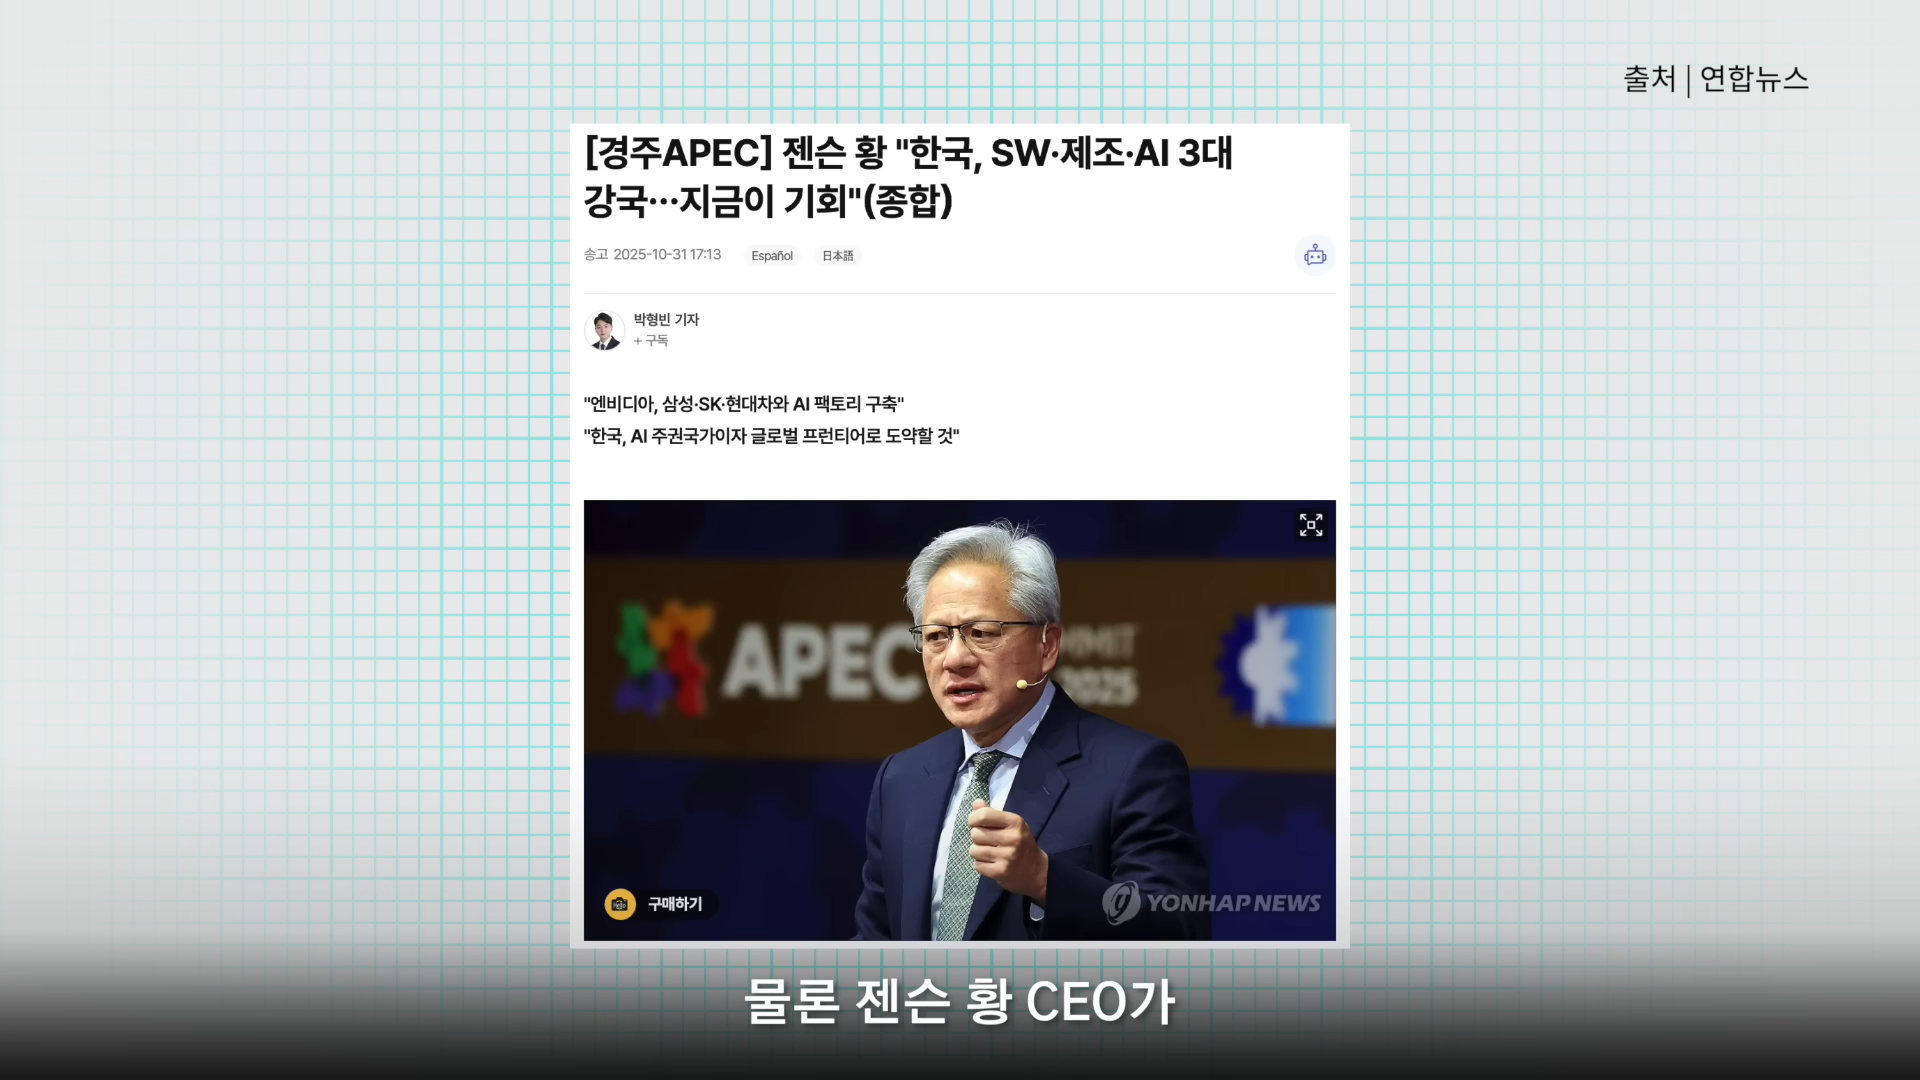 출처 | 연합뉴스
[경주APEC] 젠슨 황 "한국, SW·제조·AI 3대
강국…지금이 기회"(종합)
송고 2025-10-31 17:13 Español 日本語
박형빈 기자
+ 구독
"엔비디아, 삼성·SK·현대차와 AI 팩토리 구축"
"한국, AI 주권국가이자 글로벌 프런티어로 도약할 것"
APEC
2025
구매하기
YONHAP NEWS
물론 젠슨 황 CEO가